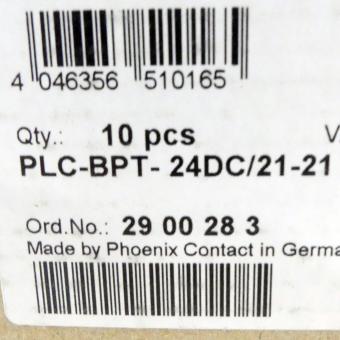 4 046356 510165
Qty.: 10 pcs
PLC-BPT- 24DC/21-21
Ord.No.: 29 00 28 3
Made by Phoenix Contact in Germa